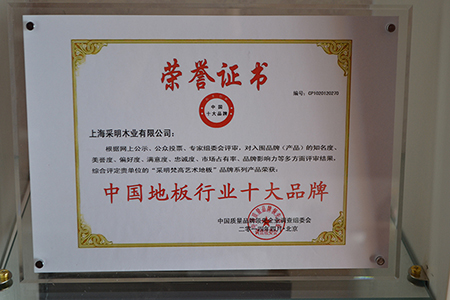 荣誉证书
编号：CP1020120270
中国
十大品牌
上海采明木业有限公司：
根据网上公示、公众投票、专家组委会评审，对入围品牌（产品）的知名度、
美誉度、偏好度、满意度、忠诚度、市场占有率、品牌影响力等多方面评审结果，
综合评定贵单位的“采明梵高艺术地板”品牌系列产品荣获：
中国地板行业十大品牌